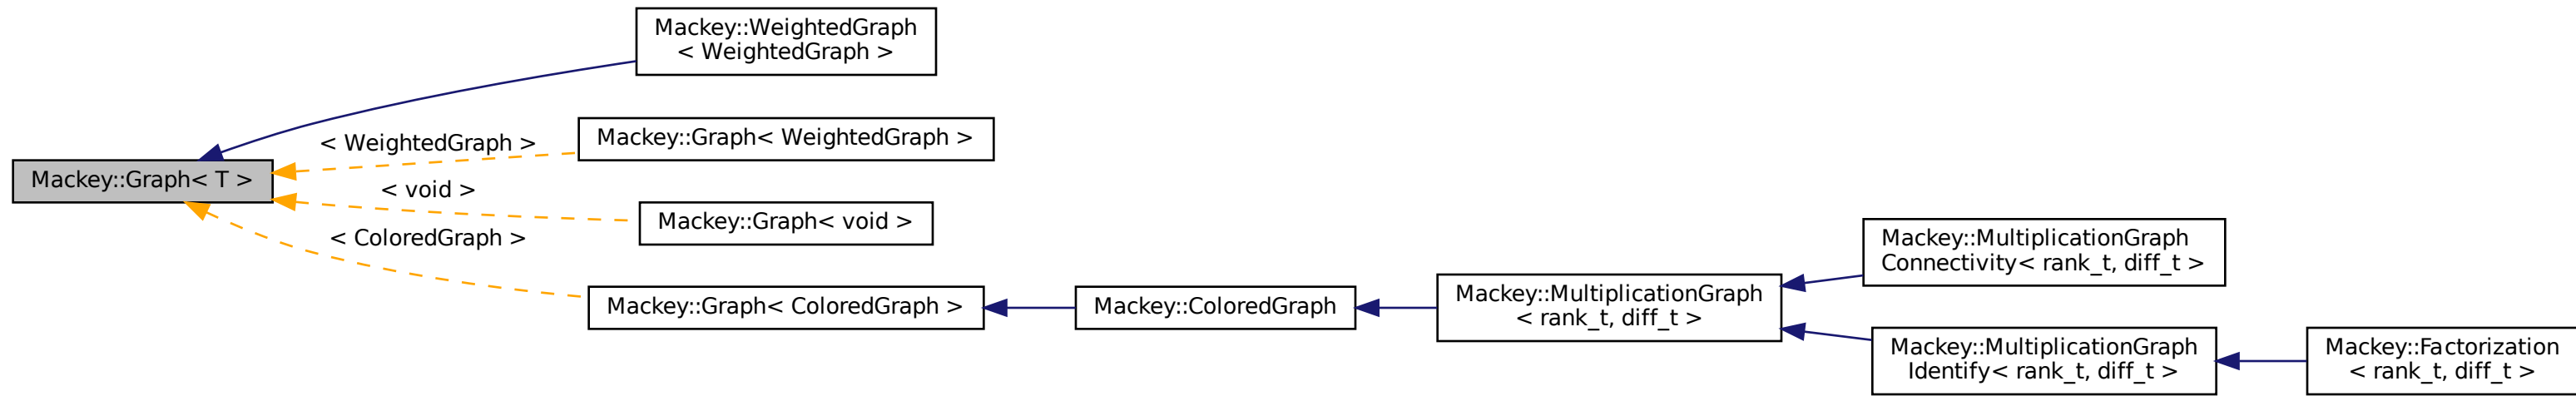 Mackey::WeightedGraph
< WeightedGraph >
< WeightedGraph >
Mackey::Graph< WeightedGraph >
Mackey::Graph< T >
< void >
Mackey::Graph< void >
< ColoredGraph >
Mackey::Graph< ColoredGraph >
Mackey::ColoredGraph
Mackey::MultiplicationGraph
< rank_t, diff_t >
Mackey::MultiplicationGraph
Connectivity< rank_t, diff_t >
Mackey::MultiplicationGraph
Identify< rank_t, diff_t >
Mackey::Factorization
< rank_t, diff_t >